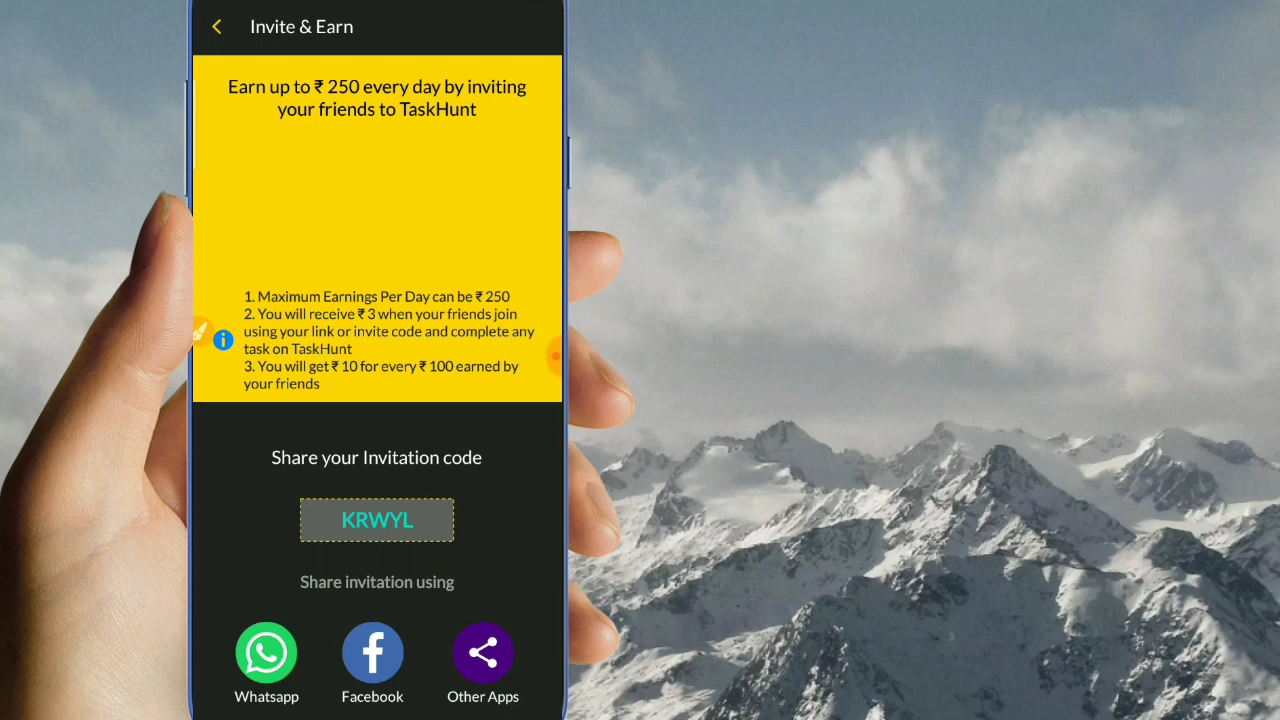 Invite & Earn
Earn up to ₹ 250 every day by inviting
your friends to TaskHunt
1. Maximum Earnings Per Day can be ₹ 250
2. You will receive ₹ 3 when your friends join
using your link or invite code and complete any
task on TaskHunt
3. You will get ₹ 10 for every ₹ 100 earned by
your friends
Share your Invitation code
KRWYL
Share invitation using
Whatsapp Facebook Other Apps